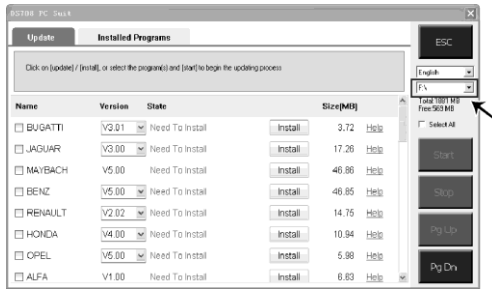 DS708 PC Suit
Update Installed Programs
ESC
Click on [update] / [install], or select the program(s) and [start] to begin the updating process
English
F:\
Total:1881 MB
Free:569 MB
Select All
Name Version State Size(MB)
BUGATTI V3.01 Need To Install Install 3.72 Help
JAGUAR V3.00 Need To Install Install 17.26 Help
Start
MAYBACH V5.00 Need To Install Install 46.86 Help
BENZ V5.00 Need To Install Install 46.85 Help
Stop
RENAULT V2.02 Need To Install Install 14.75 Help
HONDA V4.00 Need To Install Install 10.94 Help
Pg Up
OPEL V5.00 Need To Install Install 5.98 Help
Pg Dn
ALFA V1.00 Need To Install Install 6.63 Help